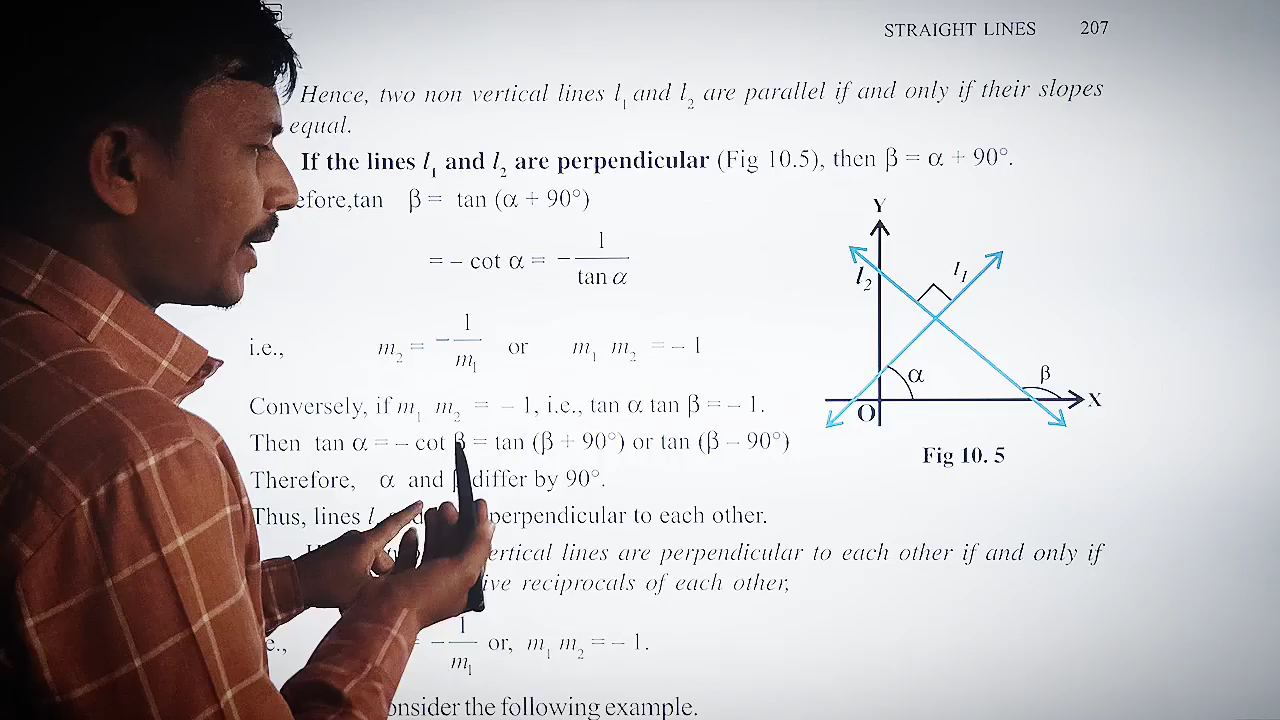 STRAIGHT LINES 207
Hence, two non vertical lines l₁ and l₂ are parallel if and only if their slopes
equal.
If the lines l₁ and l₂ are perpendicular (Fig 10.5), then β = α + 90°.
efore,tan β = tan (α + 90°)
= – cot α = – 1/tan α
i.e., m₂ = – 1/m₁ or m₁ m₂ = – 1
Conversely, if m₁ m₂ = – 1, i.e., tan α tan β = – 1.
Then tan α = – cot β = tan (β + 90°) or tan (β – 90°)
Therefore, α and β differ by 90°.
Thus, lines l perpendicular to each other.
ertical lines are perpendicular to each other if and only if
ive reciprocals of each other,
e., – 1/m₁ or, m₁ m₂ = – 1.
onsider the following example.
Y
l₂
l₁
α
β
X
O
Fig 10. 5